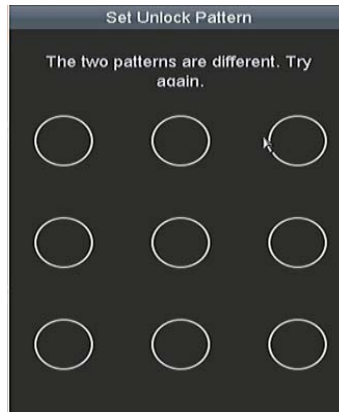 Set Unlock Pattern
The two patterns are different. Try
again.